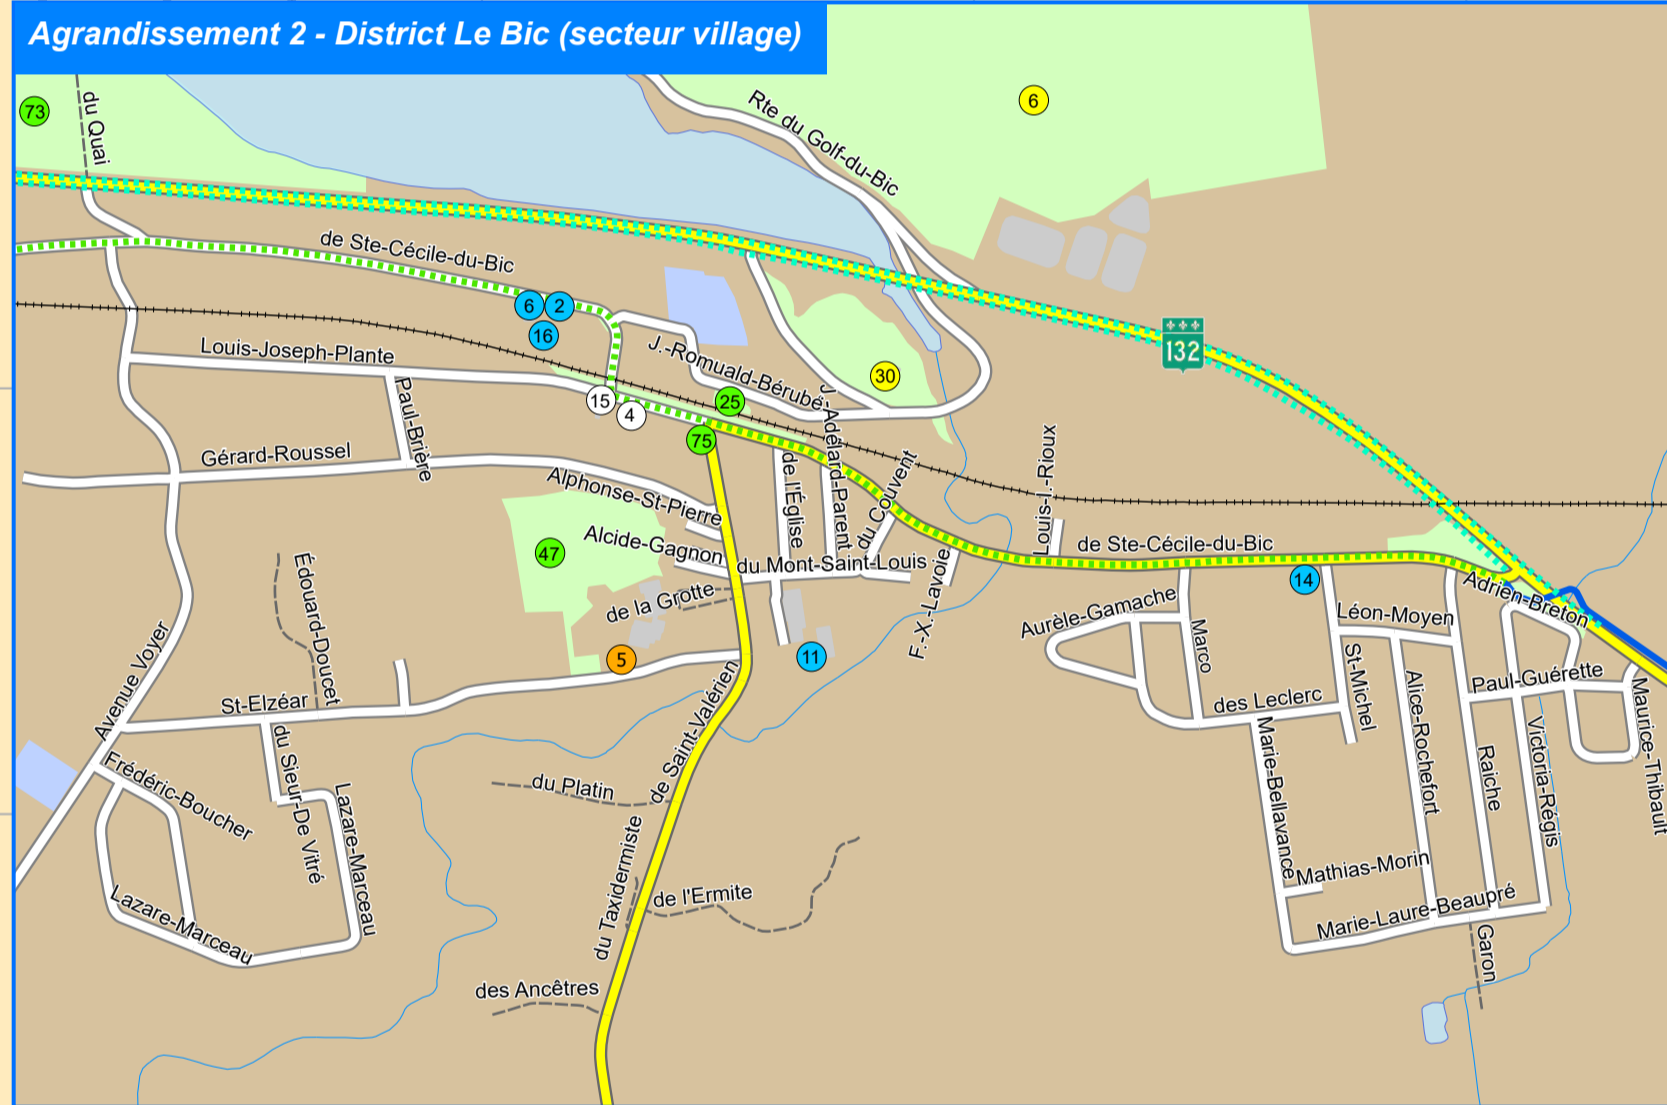 Agrandissement 2 - District Le Bic (secteur village)
73
du Quai
Rte du Golf-du-Bic
6
de Ste-Cécile-du-Bic
6
2
16
132
Louis-Joseph-Plante
J.-Romuald-Bérubé
30
Paul-Brière
15
4
25
J.-Adélard-Parent
75
Gérard-Roussel
Alphonse-St-Pierre
de l'Église
du Couvent
Louis-J.-Rioux
47
Alcide-Gagnon
du Mont-Saint-Louis
de Ste-Cécile-du-Bic
14
Adrien-Breton
Édouard-Doucet
de la Grotte
F.-X.-Lavoie
Aurèle-Gamache
Marco
Léon-Moyen
Avenue Voyer
5
11
St-Michel
Alice-Rochefort
Paul-Guérette
Maurice-Thibault
St-Elzéar
de Saint-Valérien
des Leclerc
du Sieur-De Vitré
Marie-Bellavance
Raiche
Victoria-Régis
Frédéric-Boucher
Lazare-Marceau
du Platin
du Taxidermiste
de l'Ermite
Mathias-Morin
Lazare-Marceau
Marie-Laure-Beaupré
Garon
des Ancêtres